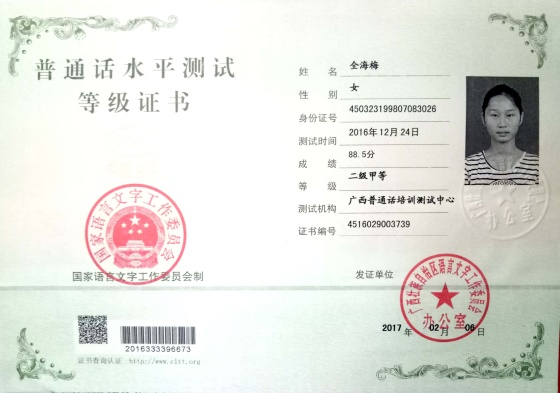 普通话水平测试
等级证书
国家语言文字工作委员会
国家语言文字工作委员会制
2016333396673
证书查询认证 http://www.cltt.org
姓名 全海梅
性别 女
身份证号 450323199807083026
测试时间 2016年12月24日
成绩 88.5分
等级 二级甲等
测试机构 广西普通话培训测试中心
证书编号 4516029003739
发证单位
广西壮族自治区语言文字工作委员会
办公室
2017 年 02 月 06 日
办公室